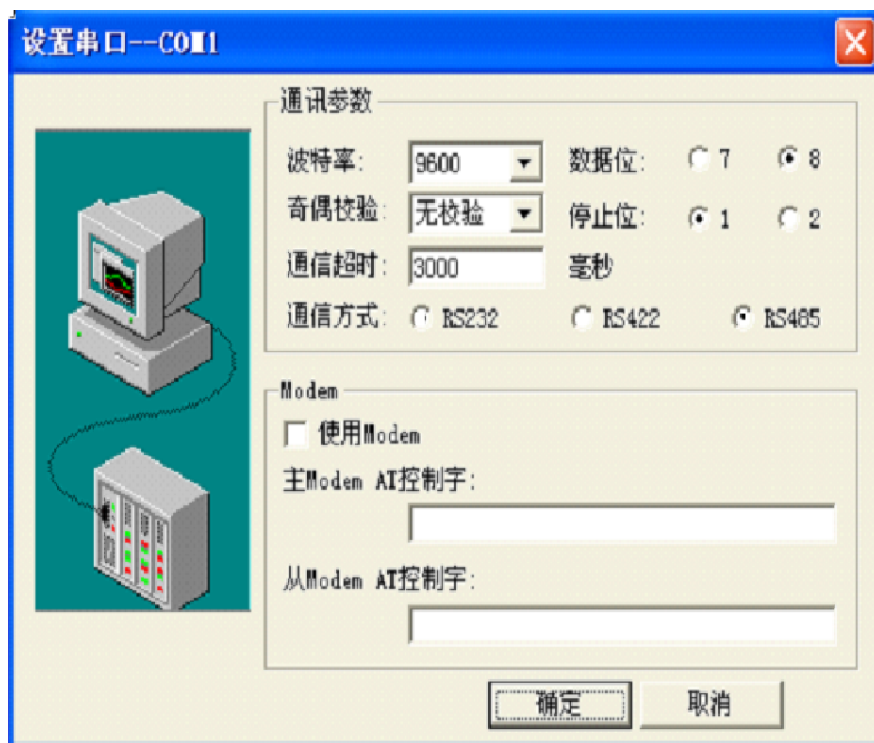 设置串口--COM1
通讯参数
波特率: 9600 数据位: 7 8
奇偶校验: 无校验 停止位: 1 2
通信超时: 3000 毫秒
通信方式: RS232 RS422 RS485
Modem
使用Modem
主Modem AT控制字:
从Modem AT控制字:
确定 取消